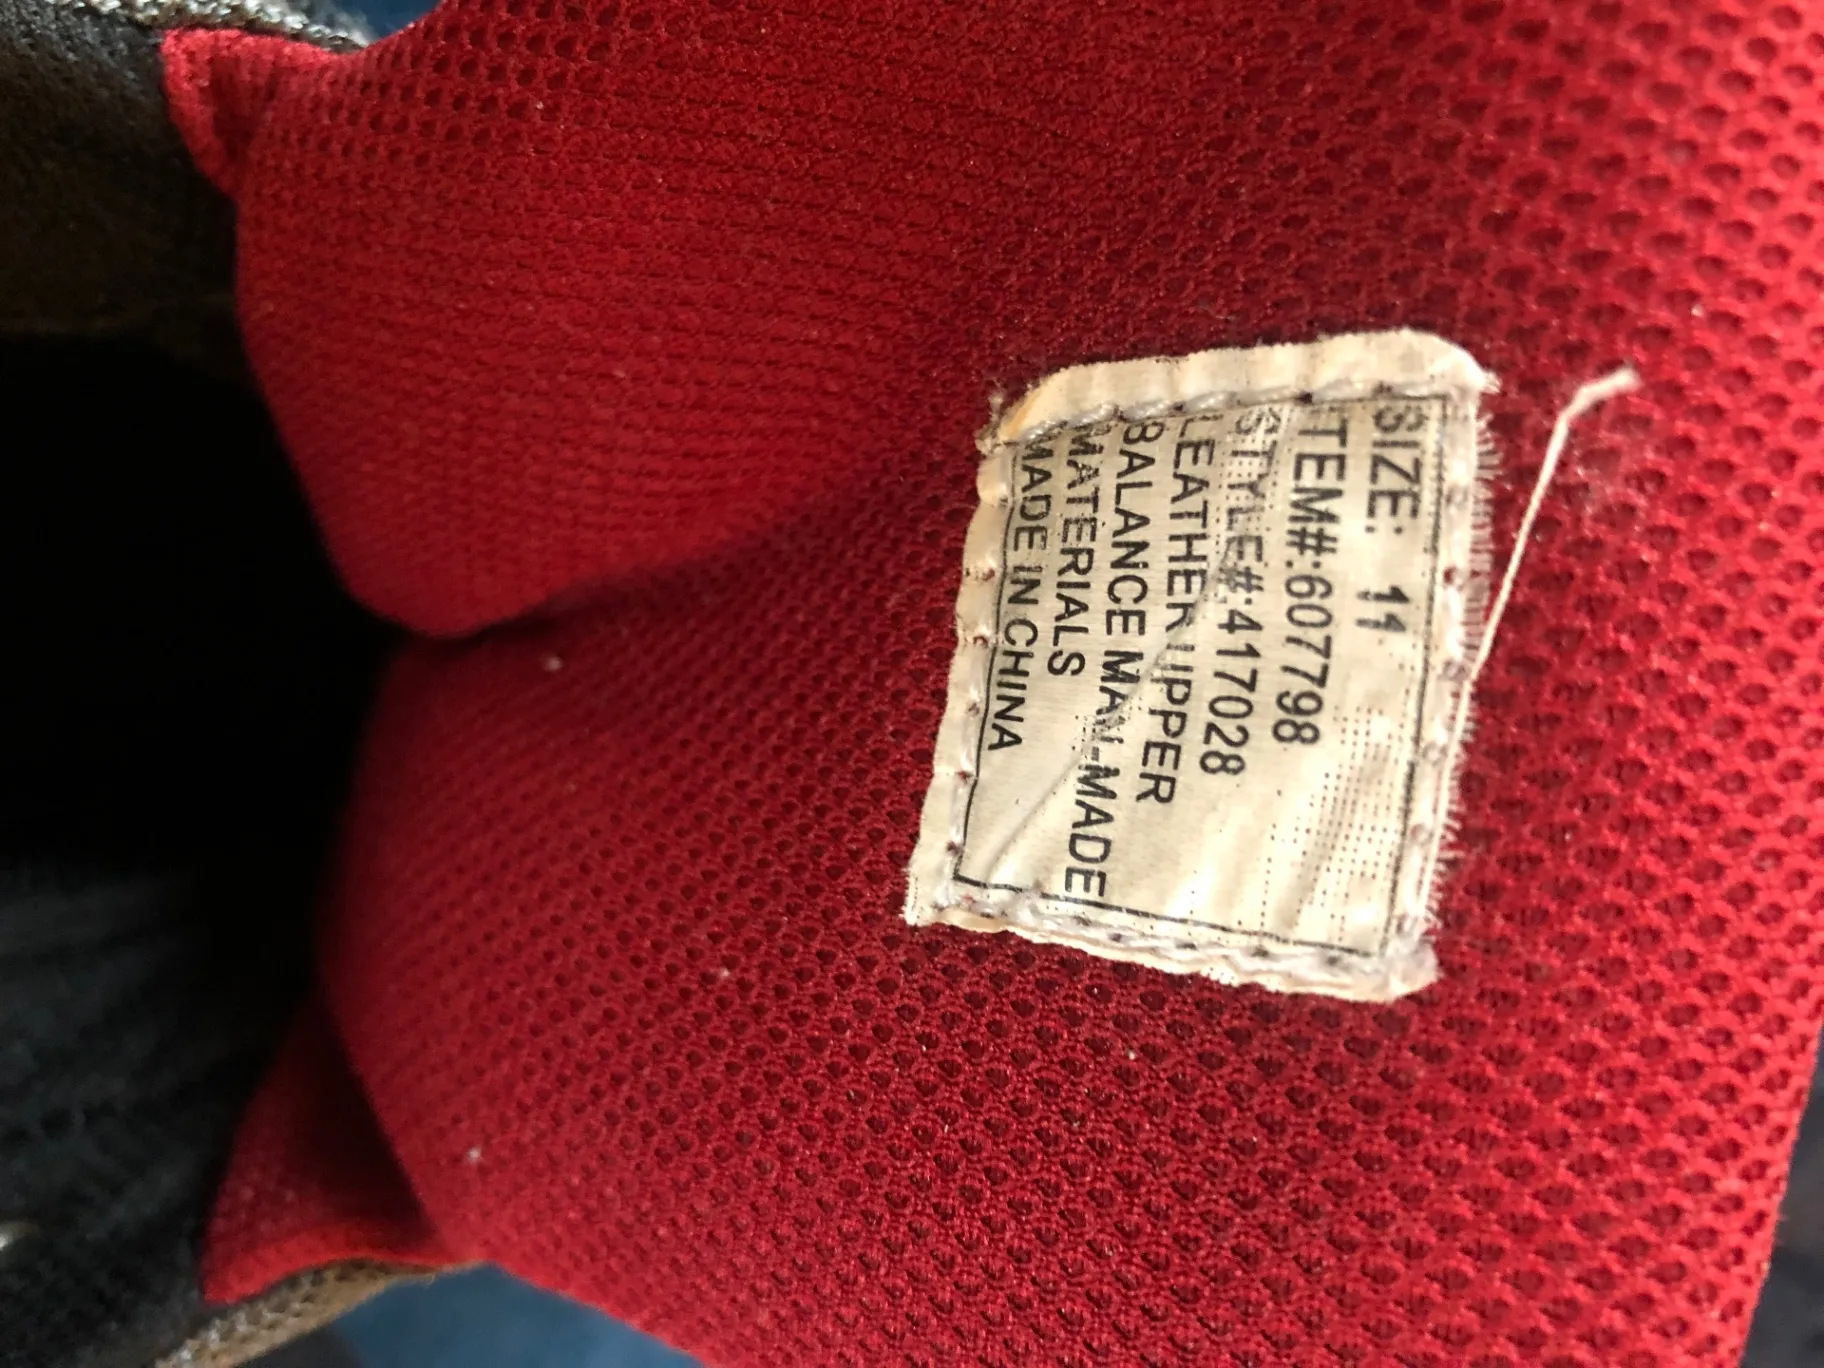 SIZE: 11
ITEM#:607798
STYLE#:417028
LEATHER UPPER
BALANCE MAN-MADE
MATERIALS
MADE IN CHINA